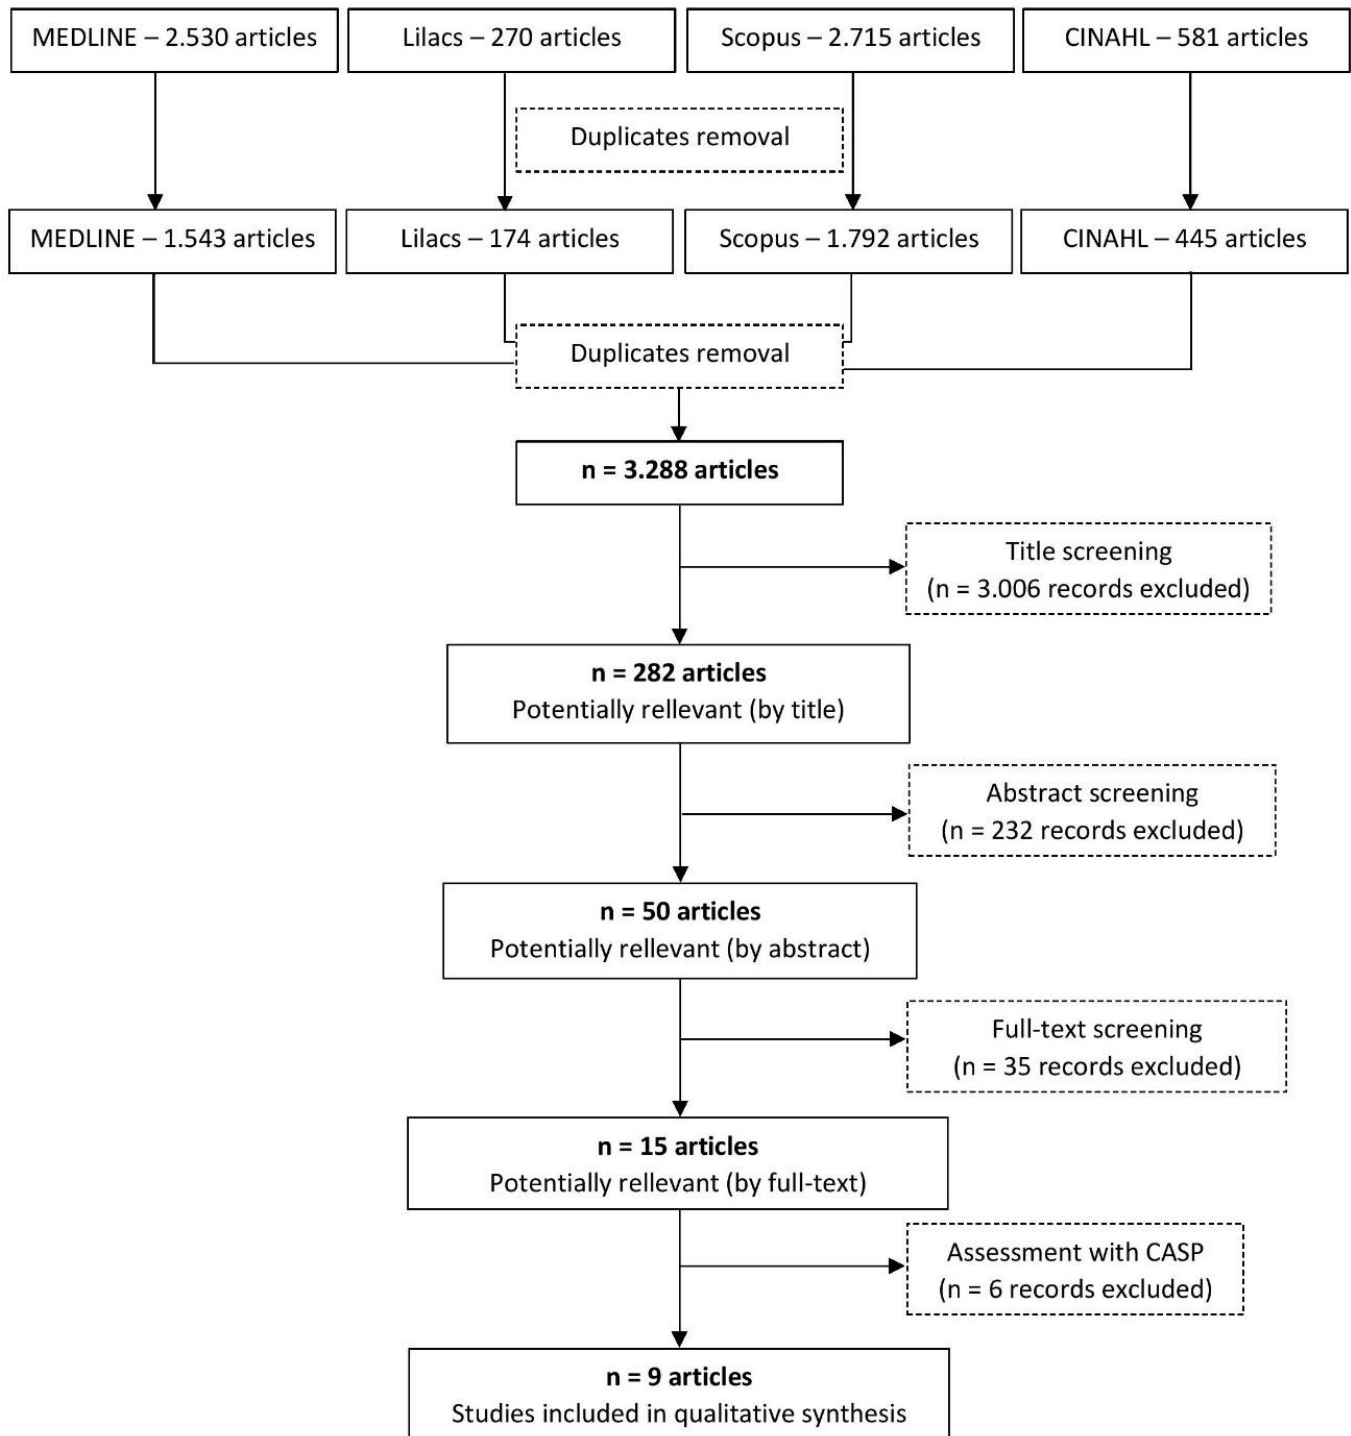 MEDLINE – 2.530 articles
Lilacs – 270 articles
Scopus – 2.715 articles
CINAHL – 581 articles
Duplicates removal
MEDLINE – 1.543 articles
Lilacs – 174 articles
Scopus – 1.792 articles
CINAHL – 445 articles
Duplicates removal
n = 3.288 articles
Title screening
(n = 3.006 records excluded)
n = 282 articles
Potentially rellevant (by title)
Abstract screening
(n = 232 records excluded)
n = 50 articles
Potentially rellevant (by abstract)
Full-text screening
(n = 35 records excluded)
n = 15 articles
Potentially rellevant (by full-text)
Assessment with CASP
(n = 6 records excluded)
n = 9 articles
Studies included in qualitative synthesis